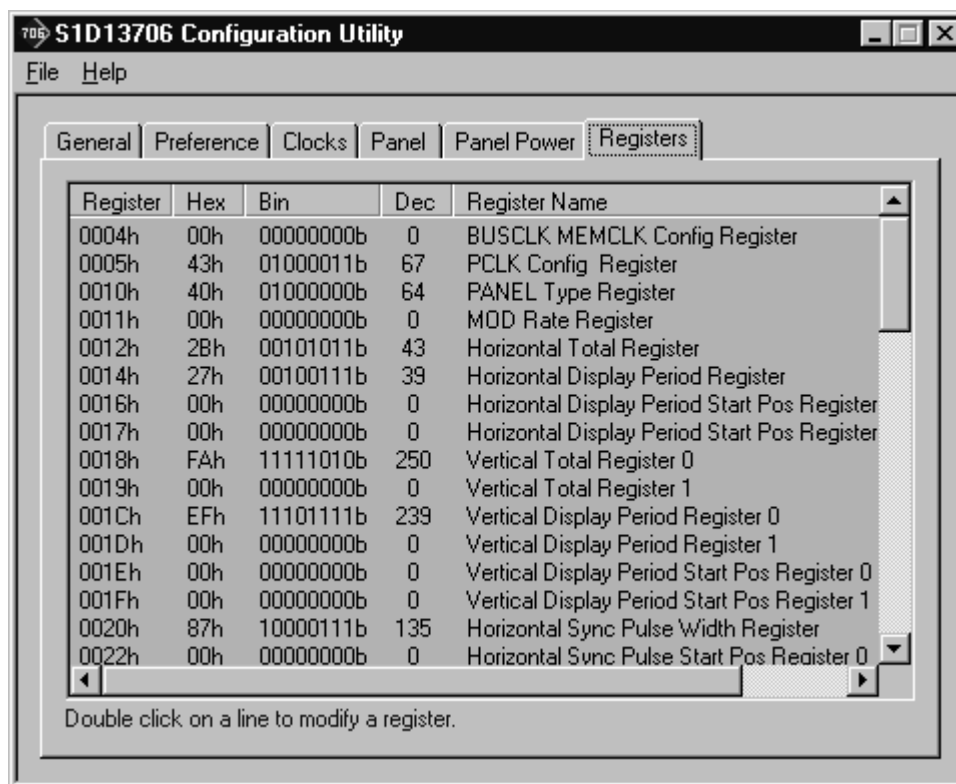 706 S1D13706 Configuration Utility
File Help
General Preference Clocks Panel Panel Power Registers
Register Hex Bin Dec Register Name
0004h 00h 00000000b 0 BUSCLK MEMCLK Config Register
0005h 43h 01000011b 67 PCLK Config Register
0010h 40h 01000000b 64 PANEL Type Register
0011h 00h 00000000b 0 MOD Rate Register
0012h 2Bh 00101011b 43 Horizontal Total Register
0014h 27h 00100111b 39 Horizontal Display Period Register
0016h 00h 00000000b 0 Horizontal Display Period Start Pos Register
0017h 00h 00000000b 0 Horizontal Display Period Start Pos Register
0018h FAh 11111010b 250 Vertical Total Register 0
0019h 00h 00000000b 0 Vertical Total Register 1
001Ch EFh 11101111b 239 Vertical Display Period Register 0
001Dh 00h 00000000b 0 Vertical Display Period Register 1
001Eh 00h 00000000b 0 Vertical Display Period Start Pos Register 0
001Fh 00h 00000000b 0 Vertical Display Period Start Pos Register 1
0020h 87h 10000111b 135 Horizontal Sync Pulse Width Register
0022h 00h 00000000b 0 Horizontal Sync Pulse Start Pos Register 0
Double click on a line to modify a register.